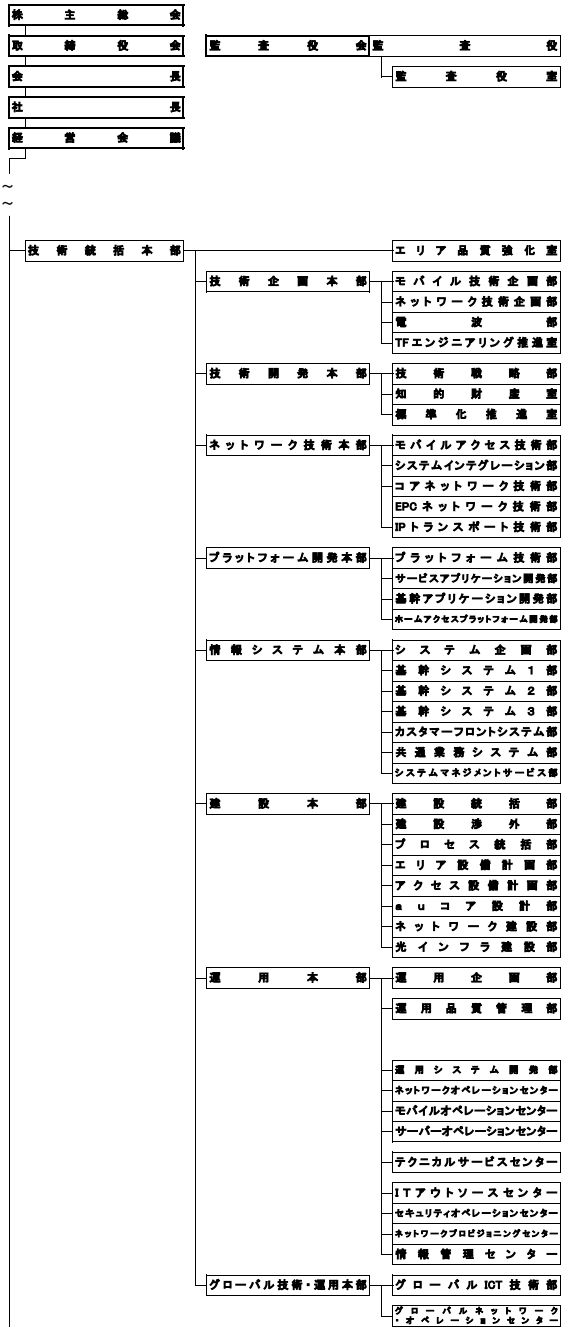 株主総会
取締役会
監査役会
監査役
会長
監査役室
社長
経営会議
～
～
技術統括本部
エリア品質強化室
技術企画本部
モバイル技術企画部
ネットワーク技術企画部
電波部
TFエンジニアリング推進室
技術開発本部
技術戦略部
知的財産室
標準化推進室
ネットワーク技術本部
モバイルアクセス技術部
システムインテグレーション部
コアネットワーク技術部
EPCネットワーク技術部
IPトランスポート技術部
プラットフォーム開発本部
プラットフォーム技術部
サービスアプリケーション開発部
基幹アプリケーション開発部
ホームアクセスプラットフォーム開発部
情報システム本部
システム企画部
基幹システム1部
基幹システム2部
基幹システム3部
カスタマーフロントシステム部
共通業務システム部
システムマネジメントサービス部
建設本部
建設統括部
建設渉外部
プロセス統括部
エリア設備計画部
アクセス設備計画部
auコア設計部
ネットワーク建設部
光インフラ建設部
運用本部
運用企画部
運用品質管理部
運用システム開発部
ネットワークオペレーションセンター
モバイルオペレーションセンター
サーバーオペレーションセンター
テクニカルサービスセンター
ITアウトソースセンター
セキュリティオペレーションセンター
ネットワークプロビジョニングセンター
情報管理センター
グローバル技術・運用本部
グローバルICT技術部
グローバルネットワーク
・オペレーションセンター